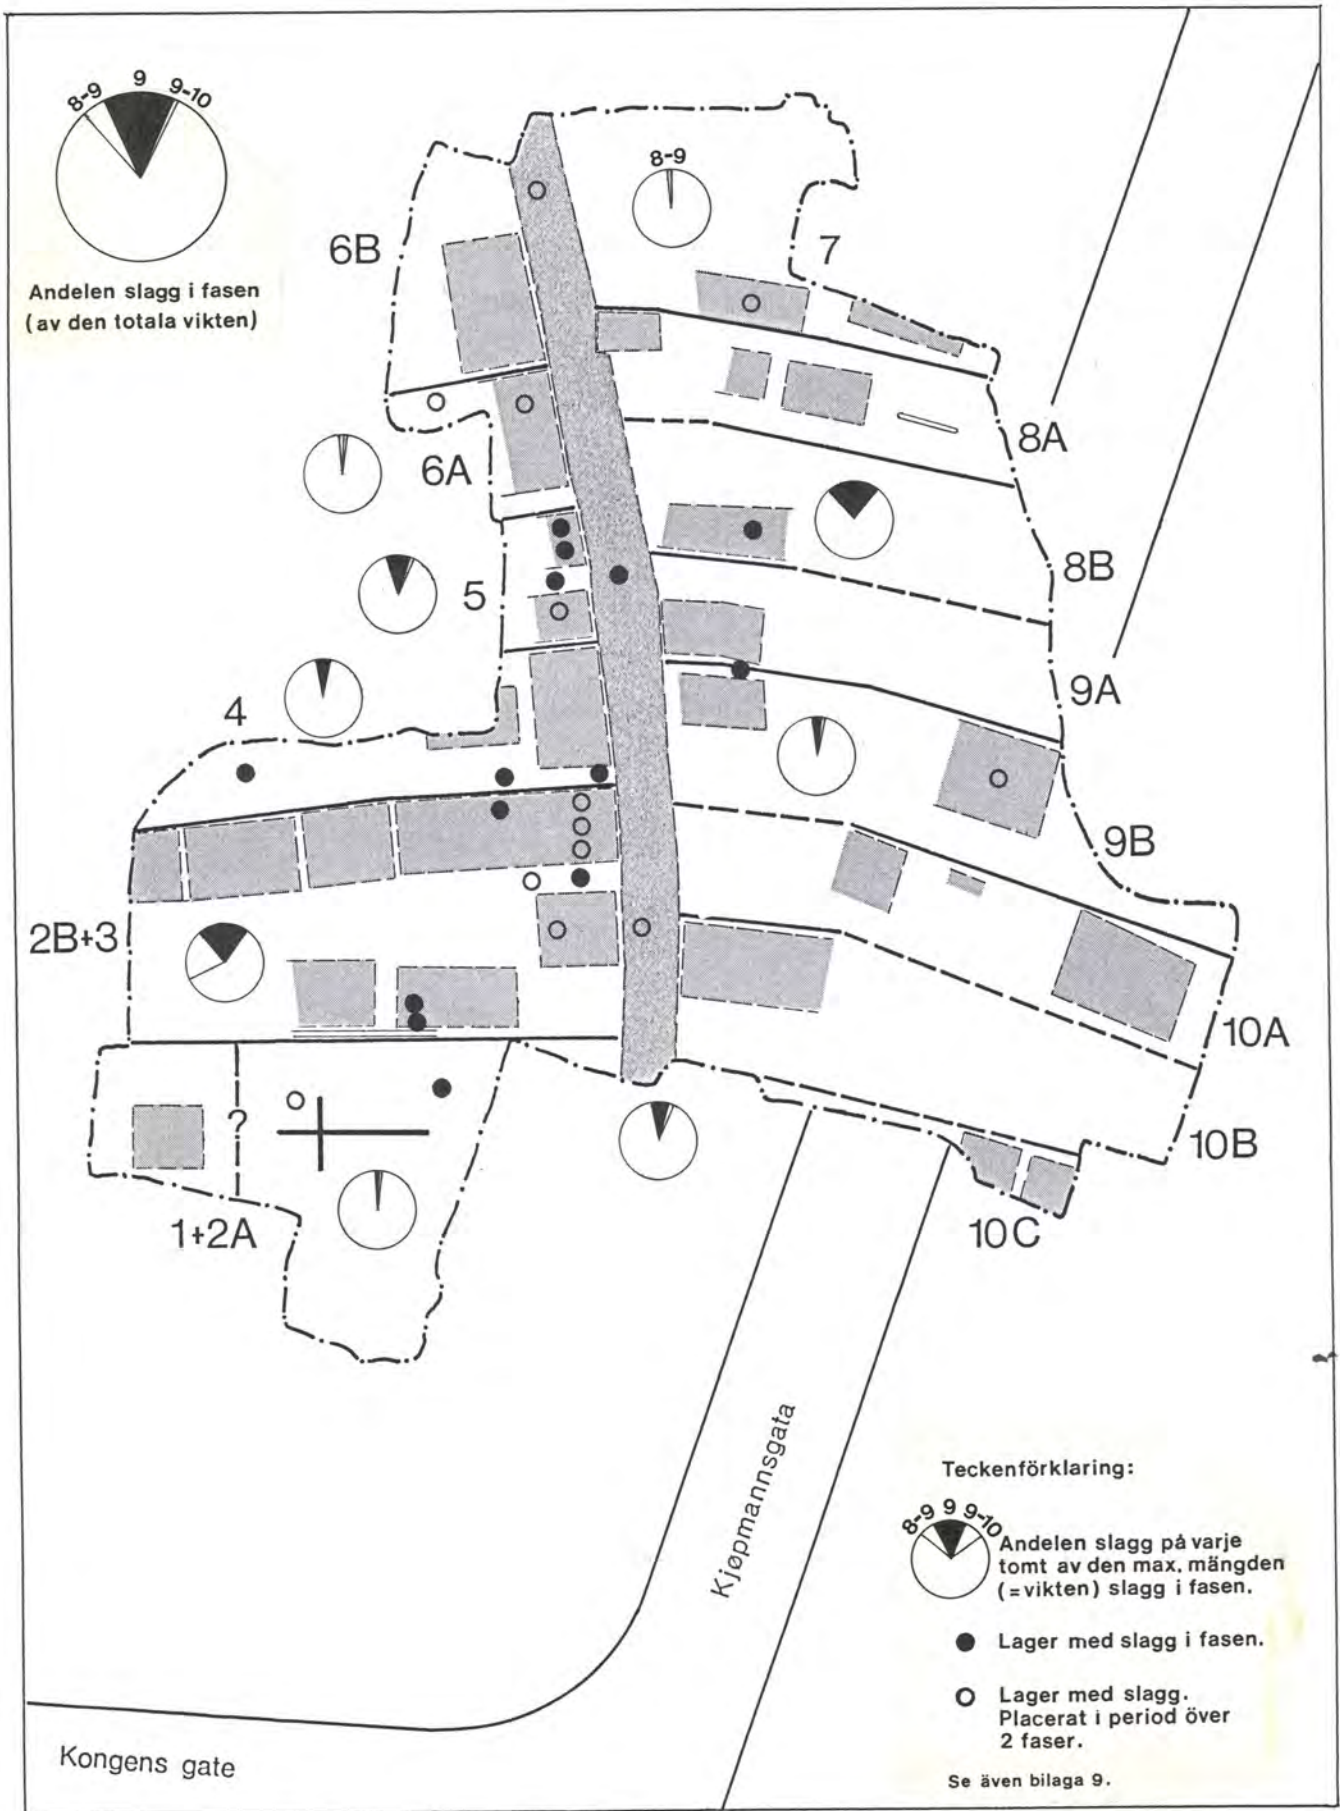 8-9 9 9-10
Andelen slagg i fasen
(av den totala vikten)
8-9
6B
7
6A
8A
5
8B
4
9A
9B
2B+3
10A
?
10B
1+2A
10C
Kjøpmannsgata
Teckenförklaring:
8-9 9 9-10
Andelen slagg på varje
tomt av den max. mängden
(=vikten) slagg i fasen.
Lager med slagg i fasen.
Lager med slagg.
Placerat i period över
2 faser.
Se även bilaga 9.
Kongens gate